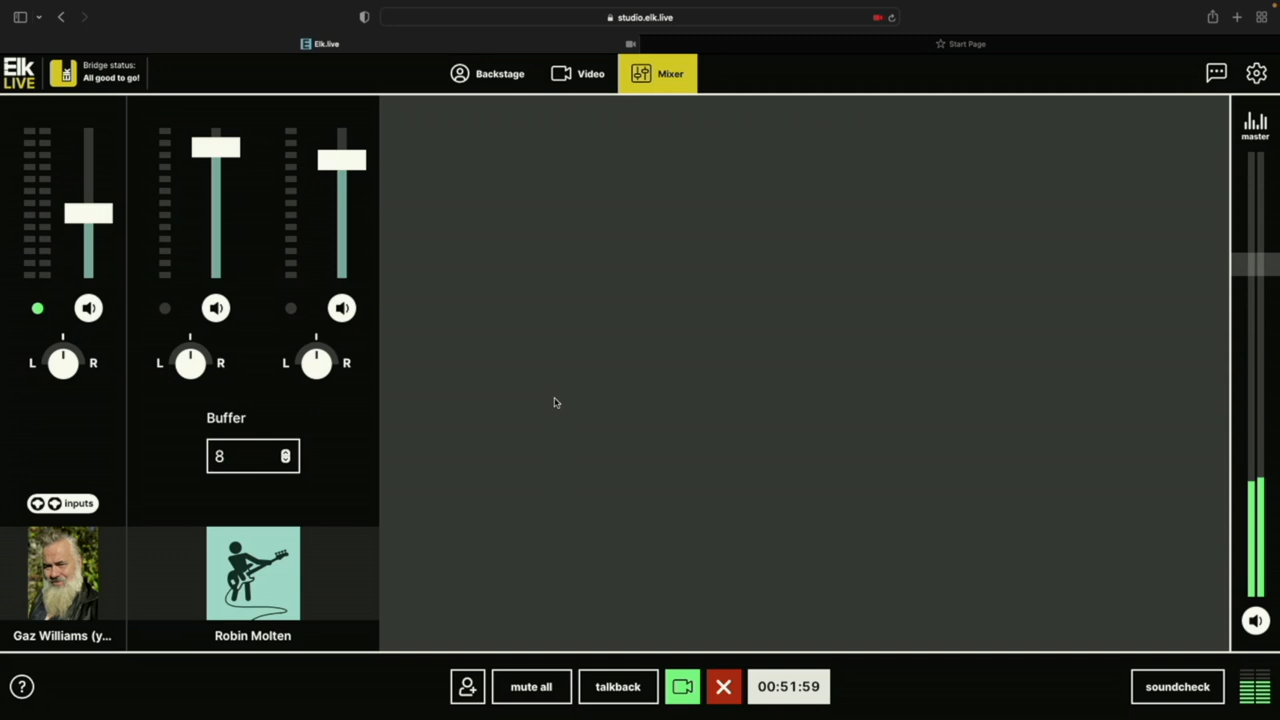 studio.elk.live
Elk.live
Start Page
Elk
LIVE
Bridge status:
All good to go!
Backstage
Video
Mixer
master
L
R
L
R
L
R
Buffer
8
inputs
Gaz Williams (y...
Robin Molten
?
mute all
talkback
00:51:59
soundcheck